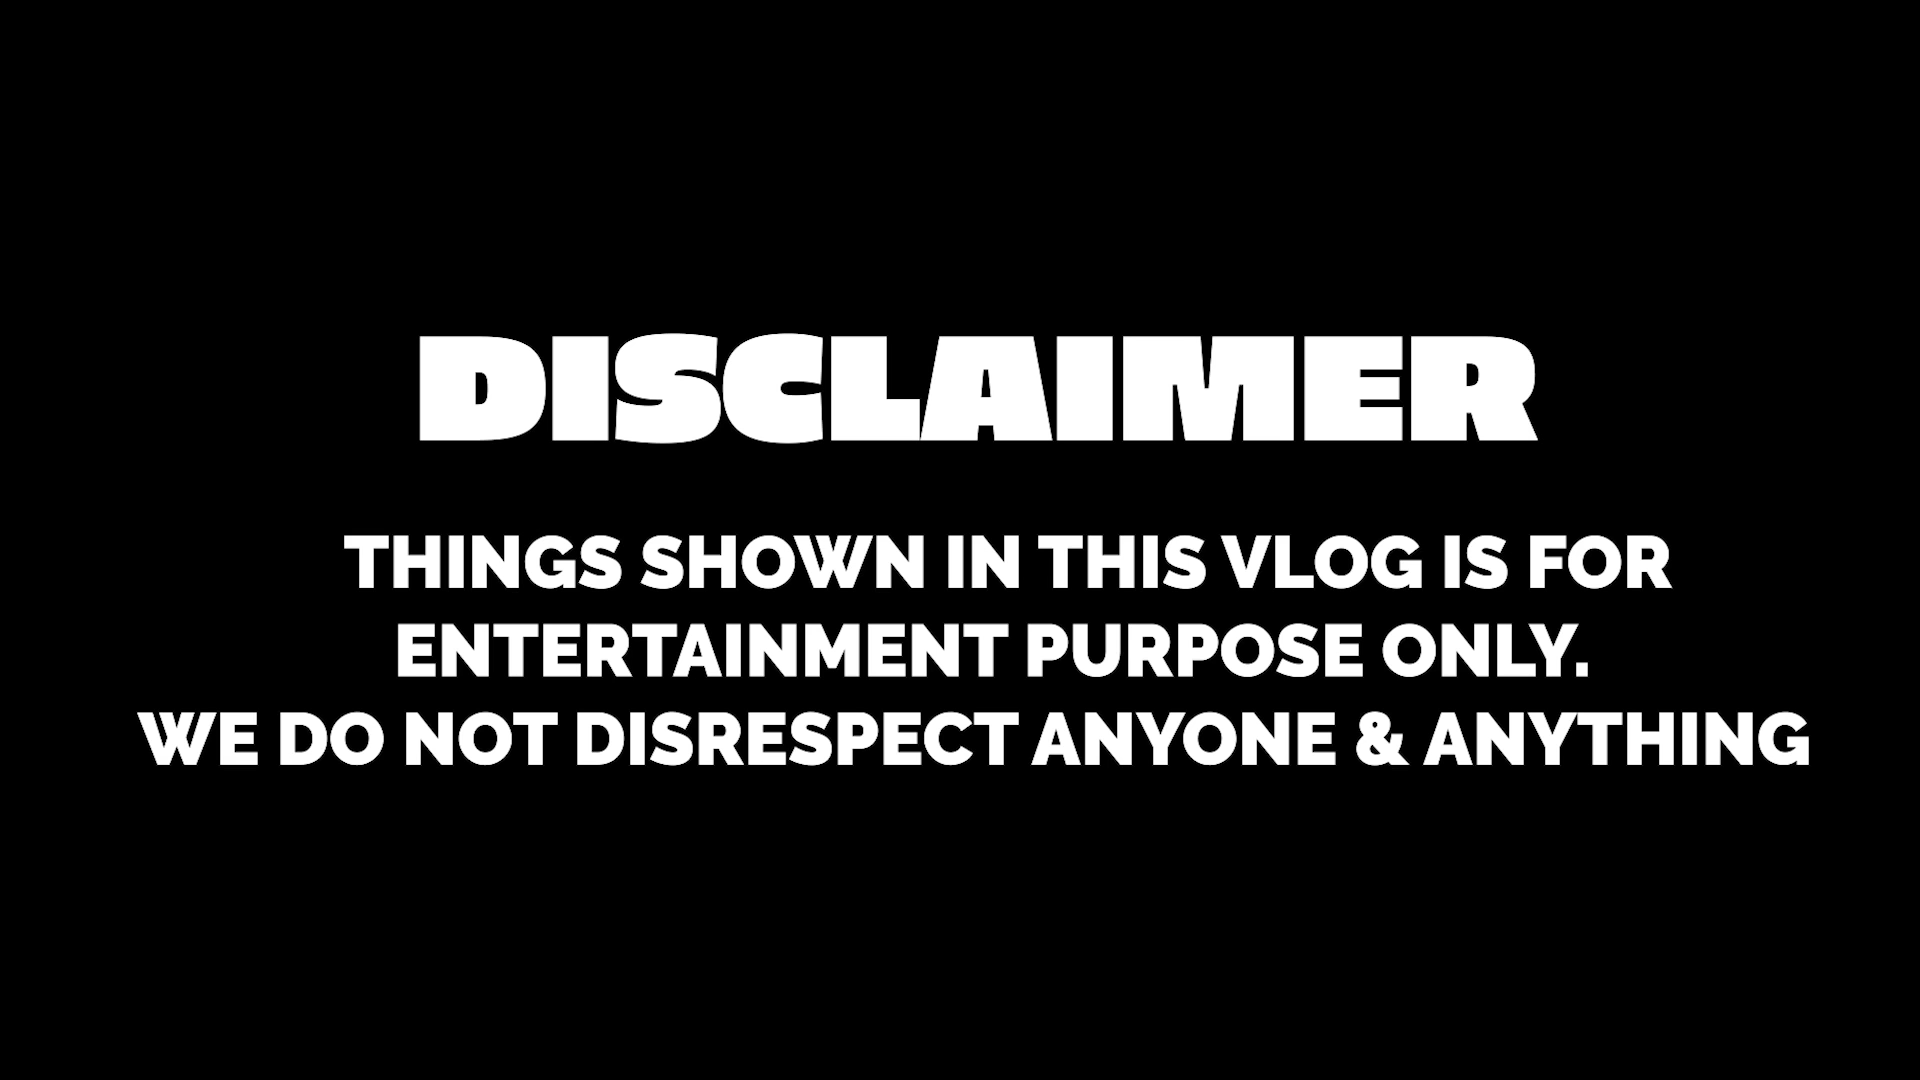 DISCLAIMER
THINGS SHOWN IN THIS VLOG IS FOR
ENTERTAINMENT PURPOSE ONLY.
WE DO NOT DISRESPECT ANYONE & ANYTHING